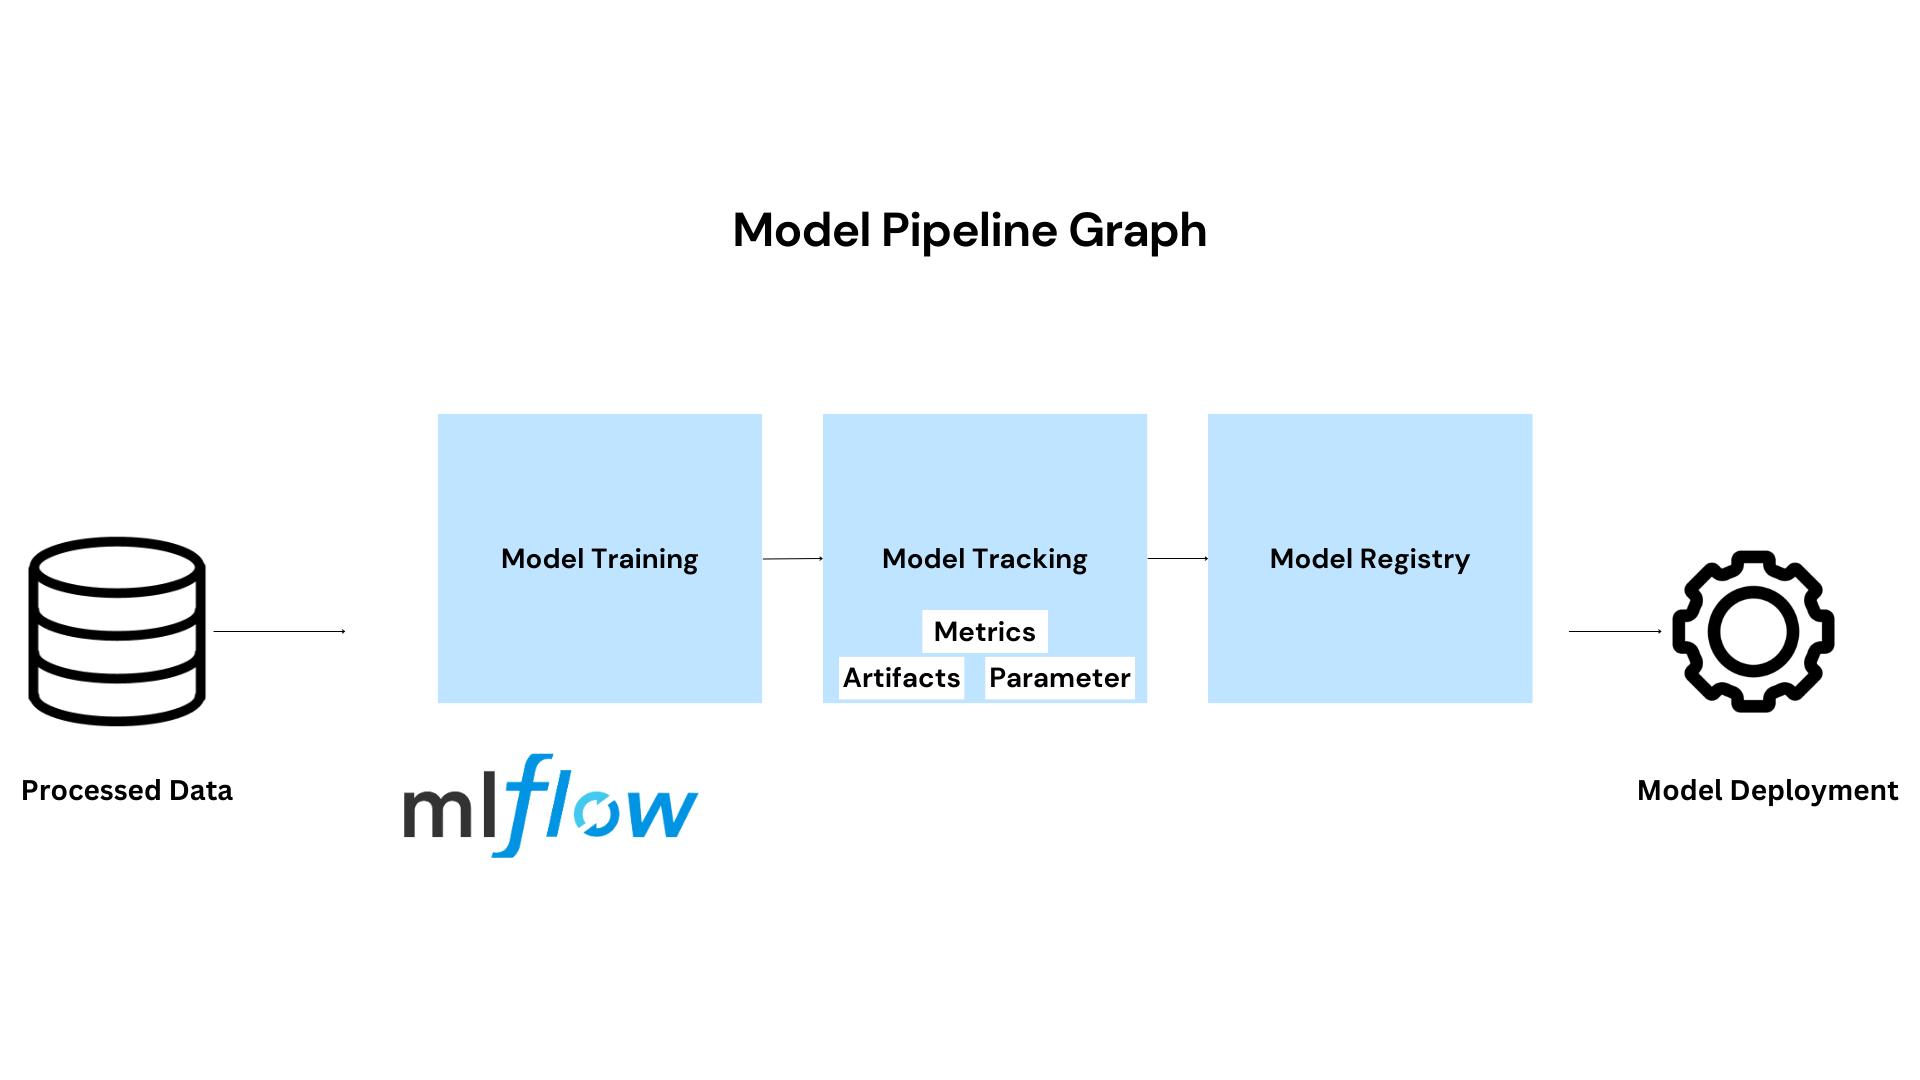 Model Pipeline Graph
Model Training
Model Tracking
Model Registry
Metrics
Artifacts
Parameter
Processed Data
mlflow
Model Deployment